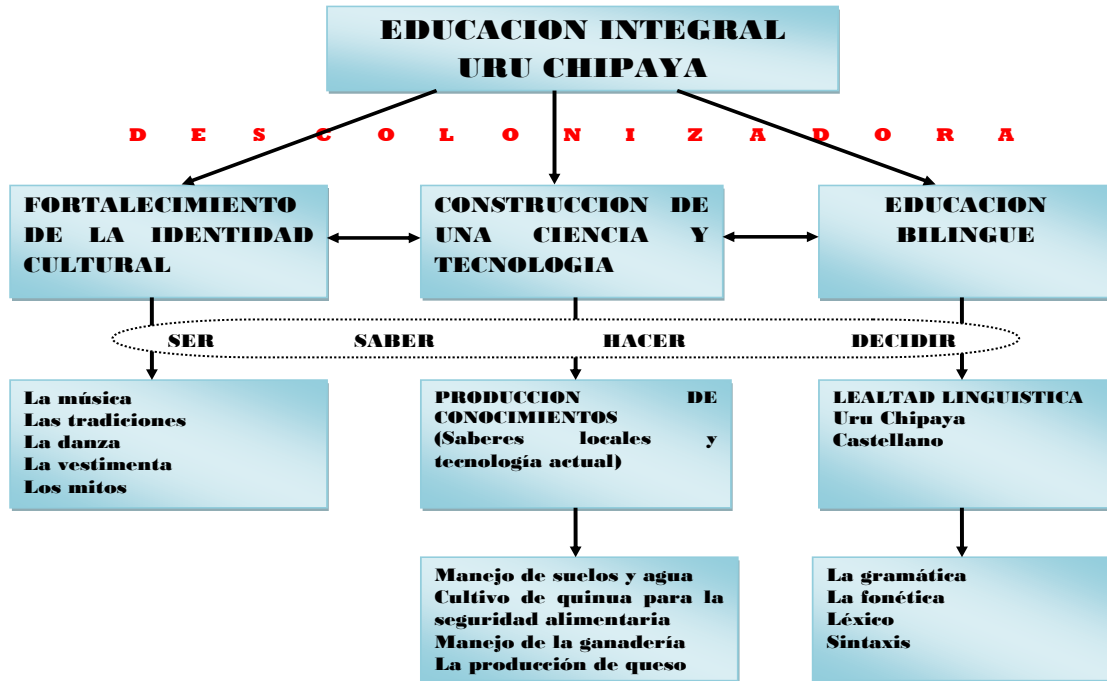 EDUCACION INTEGRAL
URU CHIPAYA
D E S C O L O N I Z A D O R A
FORTALECIMIENTO
DE LA IDENTIDAD
CULTURAL
CONSTRUCCION DE
UNA CIENCIA Y
TECNOLOGIA
EDUCACION
BILINGUE
SER SABER HACER DECIDIR
La música
Las tradiciones
La danza
La vestimenta
Los mitos
PRODUCCION DE
CONOCIMIENTOS
(Saberes locales y
tecnología actual)
LEALTAD LINGUISTICA
Uru Chipaya
Castellano
Manejo de suelos y agua
Cultivo de quinua para la
seguridad alimentaria
Manejo de la ganadería
La producción de queso
La gramática
La fonética
Léxico
Sintaxis